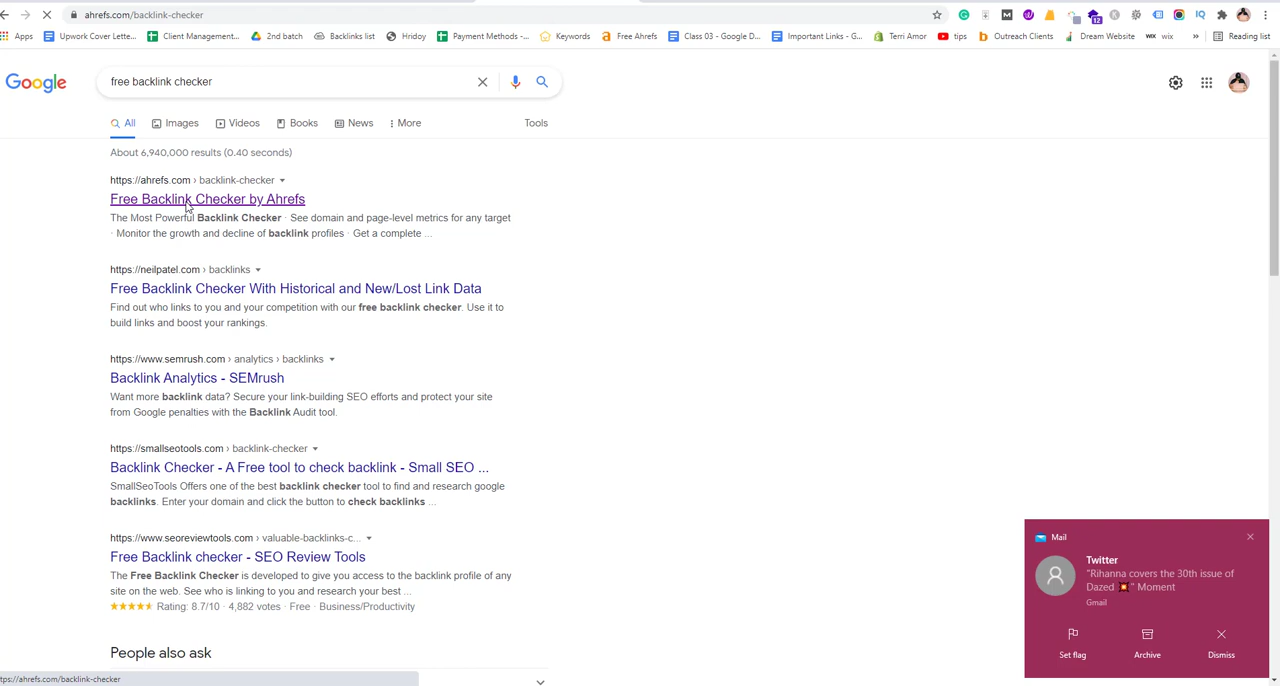 ahrefs.com/backlink-checker
12
IQ
Apps
Upwork Cover Lette...
Client Management...
2nd batch
Backlinks list
Hridoy
Payment Methods -...
Keywords
Free Ahrefs
Class 03 - Google D...
Important Links - G...
Terri Amor
tips
Outreach Clients
Dream Website
WIX wix
»
Reading list
Google
free backlink checker
All
Images
Videos
Books
News
More
Tools
About 6,940,000 results (0.40 seconds)
https://ahrefs.com › backlink-checker
Free Backlink Checker by Ahrefs
The Most Powerful Backlink Checker · See domain and page-level metrics for any target
· Monitor the growth and decline of backlink profiles · Get a complete ...
https://neilpatel.com › backlinks
Free Backlink Checker With Historical and New/Lost Link Data
Find out who links to you and your competition with our free backlink checker. Use it to
build links and boost your rankings.
https://www.semrush.com › analytics › backlinks
Backlink Analytics - SEMrush
Want more backlink data? Secure your link-building SEO efforts and protect your site
from Google penalties with the Backlink Audit tool.
https://smallseotools.com › backlink-checker
Backlink Checker - A Free tool to check backlink - Small SEO ...
SmallSeoTools Offers one of the best backlink checker tool to find and research google
backlinks. Enter your domain and click the button to check backlinks ...
https://www.seoreviewtools.com › valuable-backlinks-c...
Free Backlink checker - SEO Review Tools
The Free Backlink Checker is developed to give you access to the backlink profile of any
site on the web. See who is linking to you and research your best ...
Rating: 8.7/10 · 4,882 votes · Free · Business/Productivity
People also ask
Mail
Twitter
"Rihanna covers the 30th issue of
Dazed 💥" Moment
Gmail
Set flag
Archive
Dismiss
tps://ahrefs.com/backlink-checker